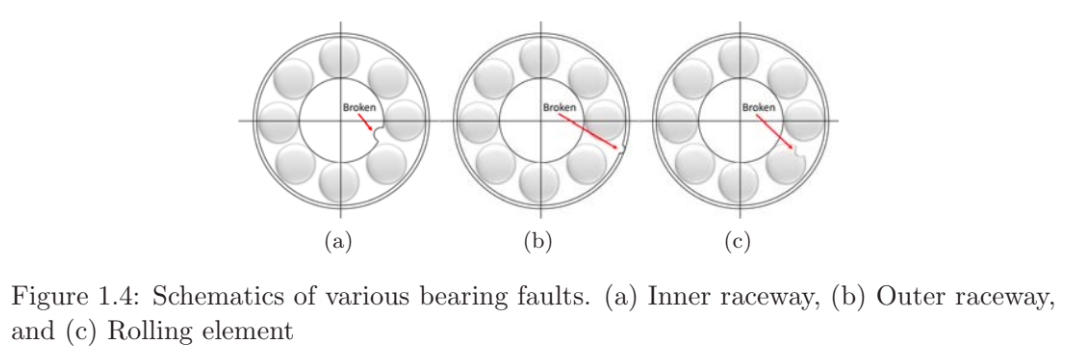 Broken
Broken
Broken
(a)
(b)
(c)
Figure 1.4: Schematics of various bearing faults. (a) Inner raceway, (b) Outer raceway,
and (c) Rolling element